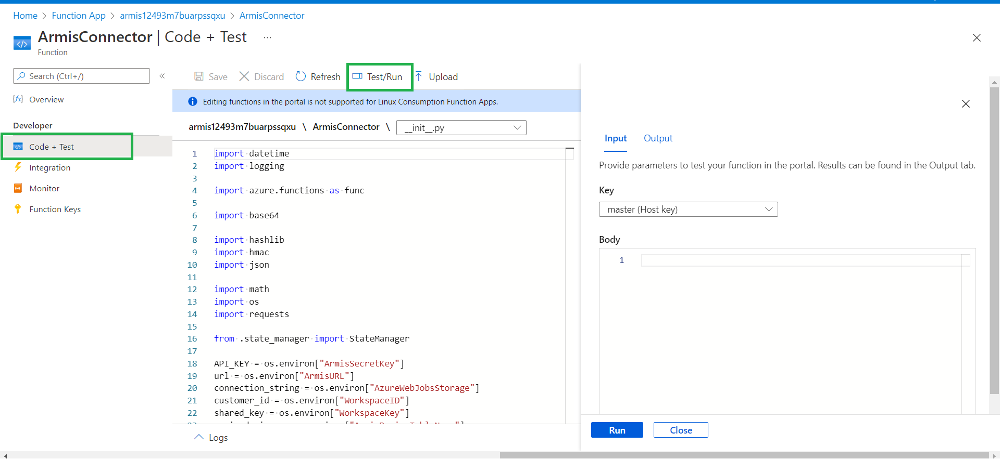 Home > Function App > armis12493m7buarpssqxu > ArmisConnector
ArmisConnector | Code + Test ...
Function
Search (Ctrl+/)
«
Overview
Developer
Code + Test
Integration
Monitor
Function Keys
Save
Discard
Refresh
Test/Run
Upload
Editing functions in the portal is not supported for Linux Consumption Function Apps.
armis12493m7buarpssqxu \ ArmisConnector \ __init__.py
1 import datetime
2 import logging
3
4 import azure.functions as func
5
6 import base64
7
8 import hashlib
9 import hmac
10 import json
11
12 import math
13 import os
14 import requests
15
16 from .state_manager import StateManager
17
18 API_KEY = os.environ["ArmisSecretKey"]
19 url = os.environ["ArmisURL"]
20 connection_string = os.environ["AzureWebJobsStorage"]
21 customer_id = os.environ["WorkspaceID"]
22 shared_key = os.environ["WorkspaceKey"]
Logs
Input
Output
Provide parameters to test your function in the portal. Results can be found in the Output tab.
Key
master (Host key)
Body
1
Run
Close